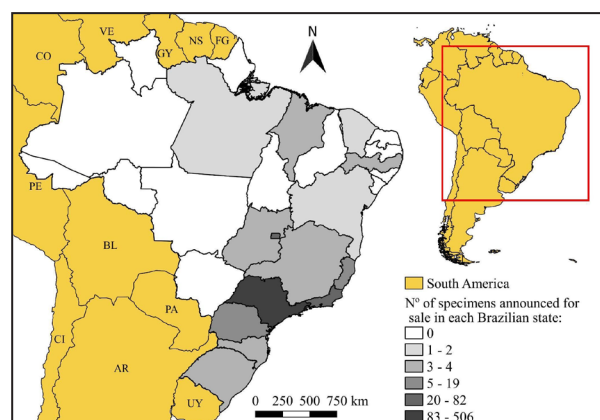 VE
CO
GY
NS
FG
PE
BL
PA
CI
AR
UY
South America
Nº of specimens announced for
sale in each Brazilian state:
0
1 - 2
3 - 4
5 - 19
20 - 82
83 - 506
0 250 500 750 km